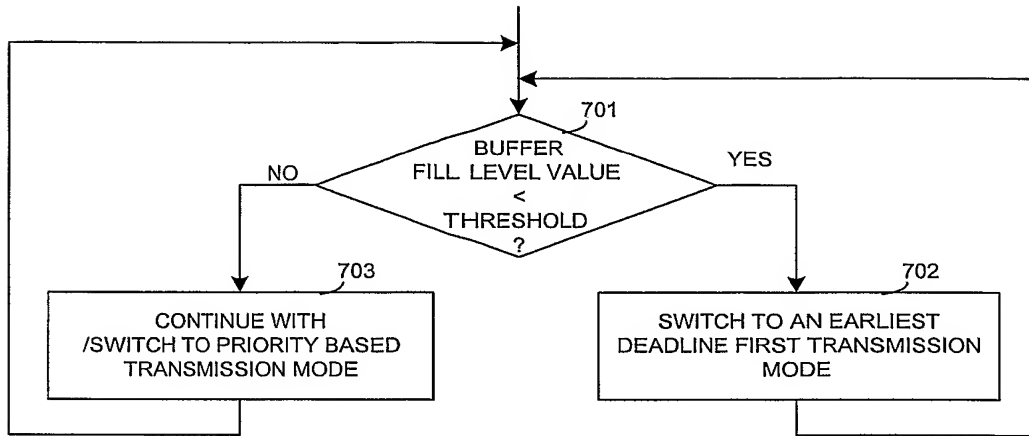 701
BUFFER
FILL LEVEL VALUE
<
THRESHOLD
?
NO
YES
703
CONTINUE WITH
/SWITCH TO PRIORITY BASED
TRANSMISSION MODE
702
SWITCH TO AN EARLIEST
DEADLINE FIRST TRANSMISSION
MODE